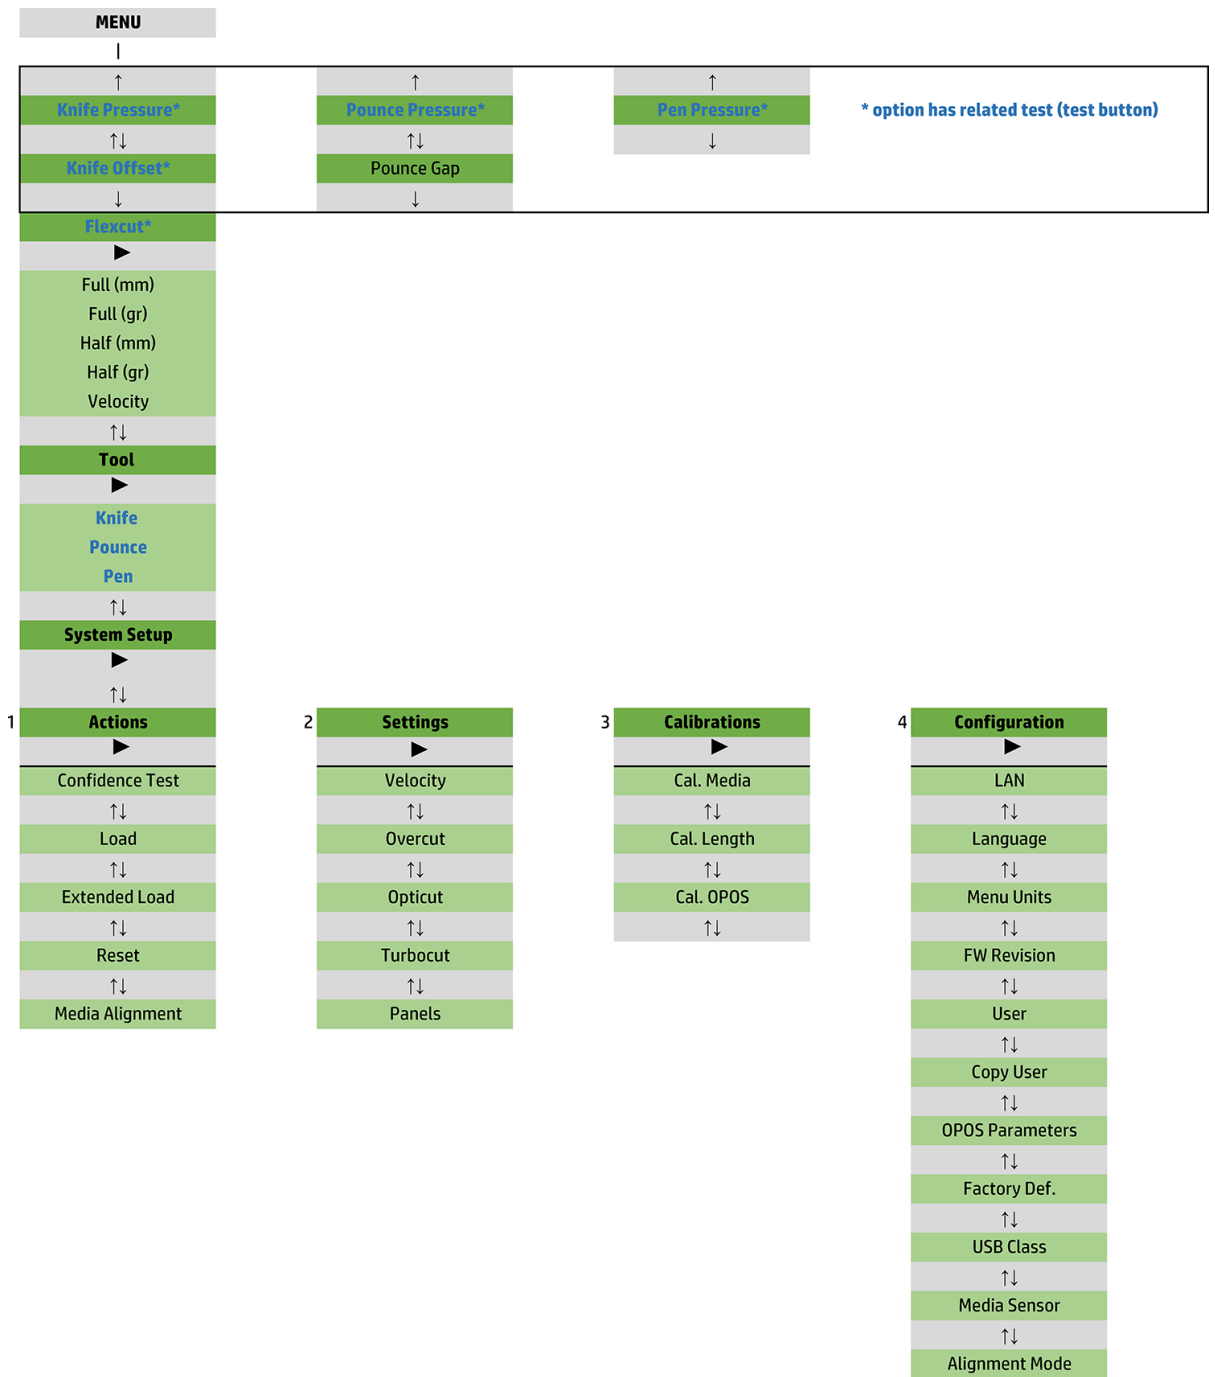 MENU
Knife Pressure*
Pounce Pressure*
Pen Pressure*
* option has related test (test button)
Knife Offset*
Pounce Gap
Flexcut*
Full (mm)
Full (gr)
Half (mm)
Half (gr)
Velocity
Tool
Knife
Pounce
Pen
System Setup
1 Actions
Confidence Test
Load
Extended Load
Reset
Media Alignment
2 Settings
Velocity
Overcut
Opticut
Turbocut
Panels
3 Calibrations
Cal. Media
Cal. Length
Cal. OPOS
4 Configuration
LAN
Language
Menu Units
FW Revision
User
Copy User
OPOS Parameters
Factory Def.
USB Class
Media Sensor
Alignment Mode